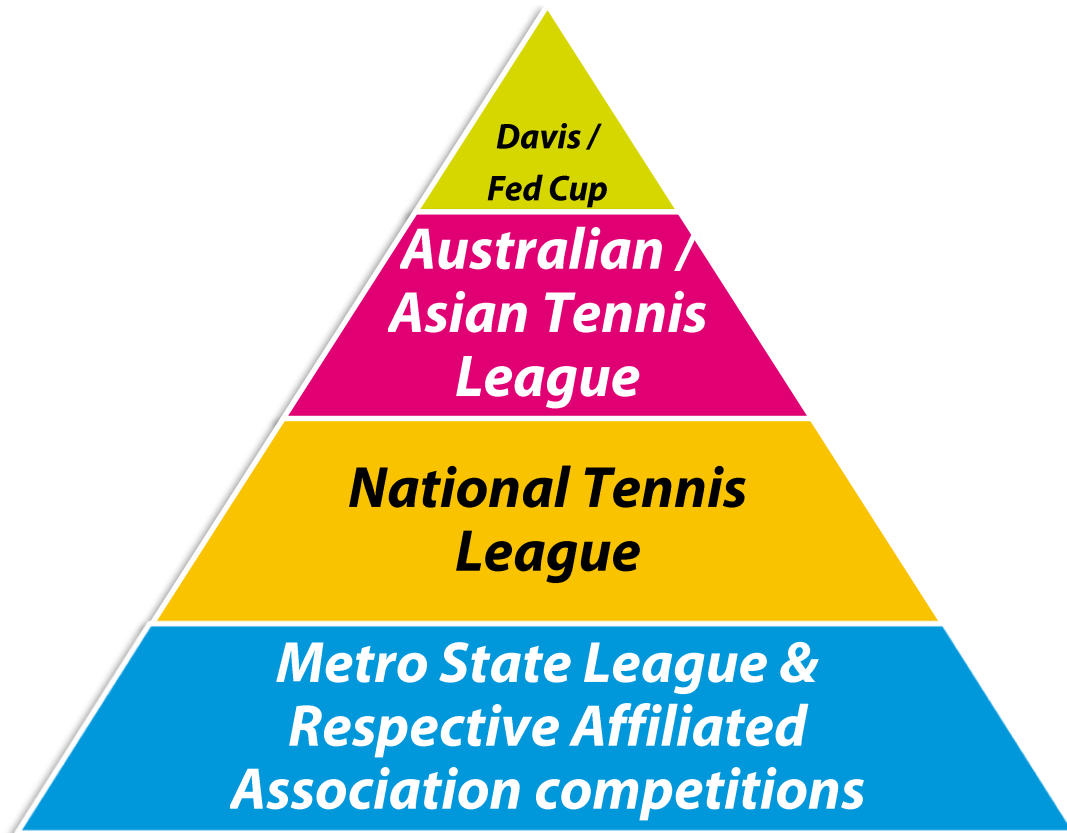 Davis /
Fed Cup
Australian /
Asian Tennis
League
National Tennis
League
Metro State League &
Respective Affiliated
Association competitions